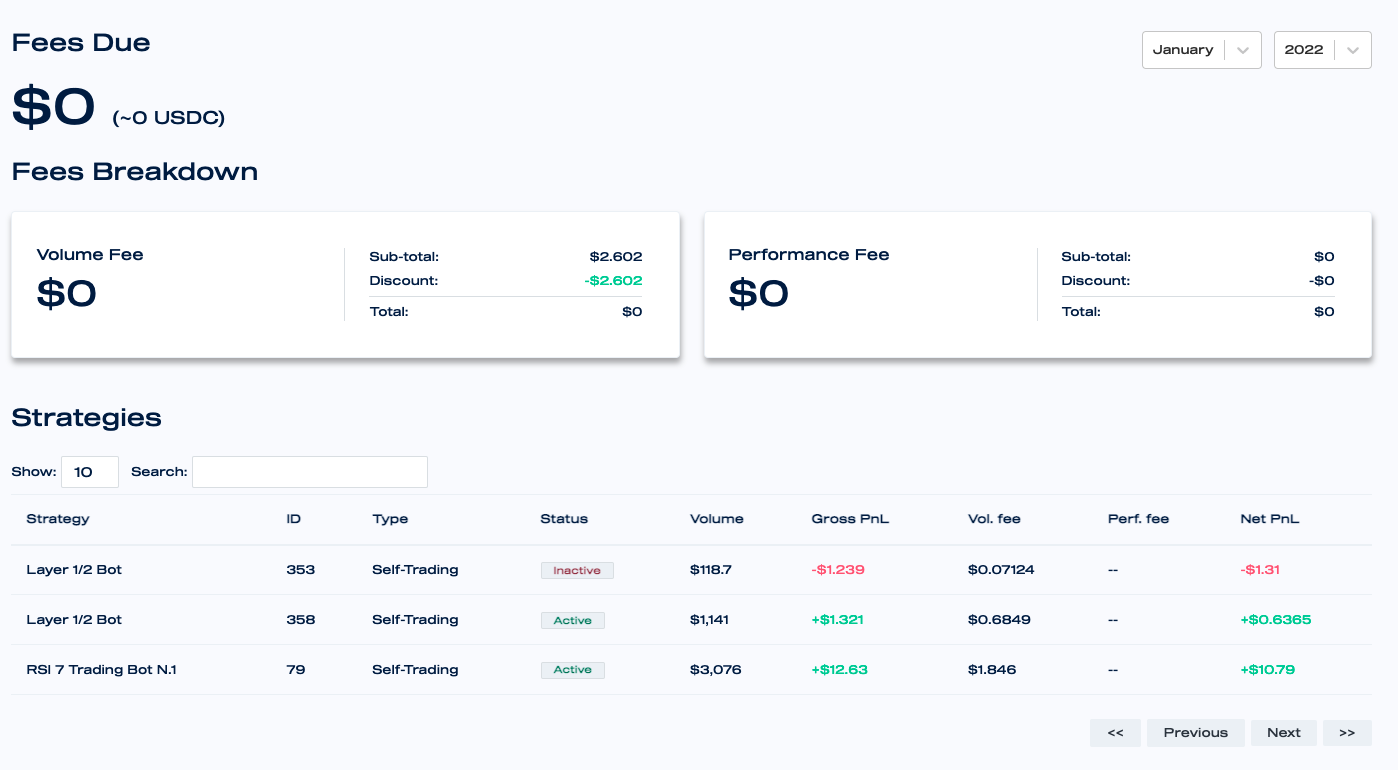 Fees Due
January
2022
$0 (~0 USDC)
Fees Breakdown
Volume Fee
$0
Sub-total: $2.602
Discount: -$2.602
Total: $0
Performance Fee
$0
Sub-total: $0
Discount: -$0
Total: $0
Strategies
Show: 10 Search:
Strategy ID Type Status Volume Gross PnL Vol. fee Perf. fee Net PnL
Layer 1/2 Bot 353 Self-Trading Inactive $118.7 -$1.239 $0.07124 -- -$1.31
Layer 1/2 Bot 358 Self-Trading Active $1,141 +$1.321 $0.6849 -- +$0.6365
RSI 7 Trading Bot N.1 79 Self-Trading Active $3,076 +$12.63 $1.846 -- +$10.79
<< Previous Next >>